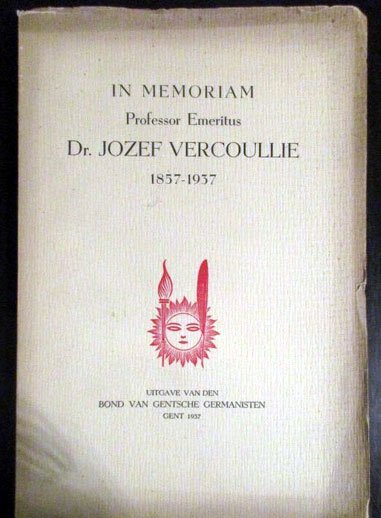 IN MEMORIAM
Professor Emeritus
Dr. JOZEF VERCOULLIE
1857-1937
UITGAVE VAN DEN
BOND VAN GENTSCHE GERMANISTEN
GENT 1937